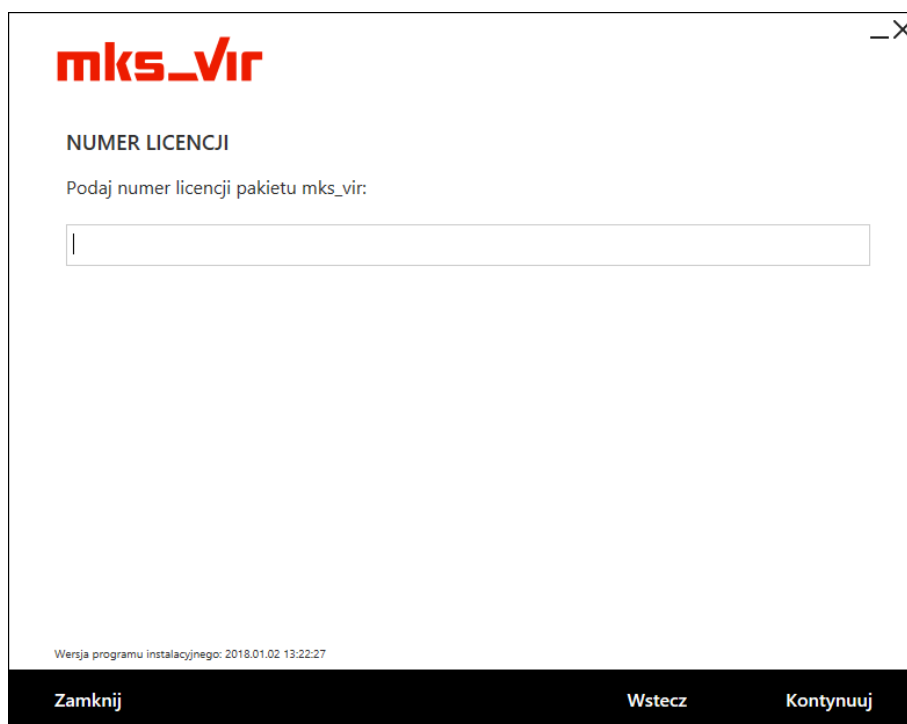 mks_vir
NUMER LICENCJI
Podaj numer licencji pakietu mks_vir:
Wersja programu instalacyjnego: 2018.01.02 13:22:27
Zamknij Wstecz Kontynuuj